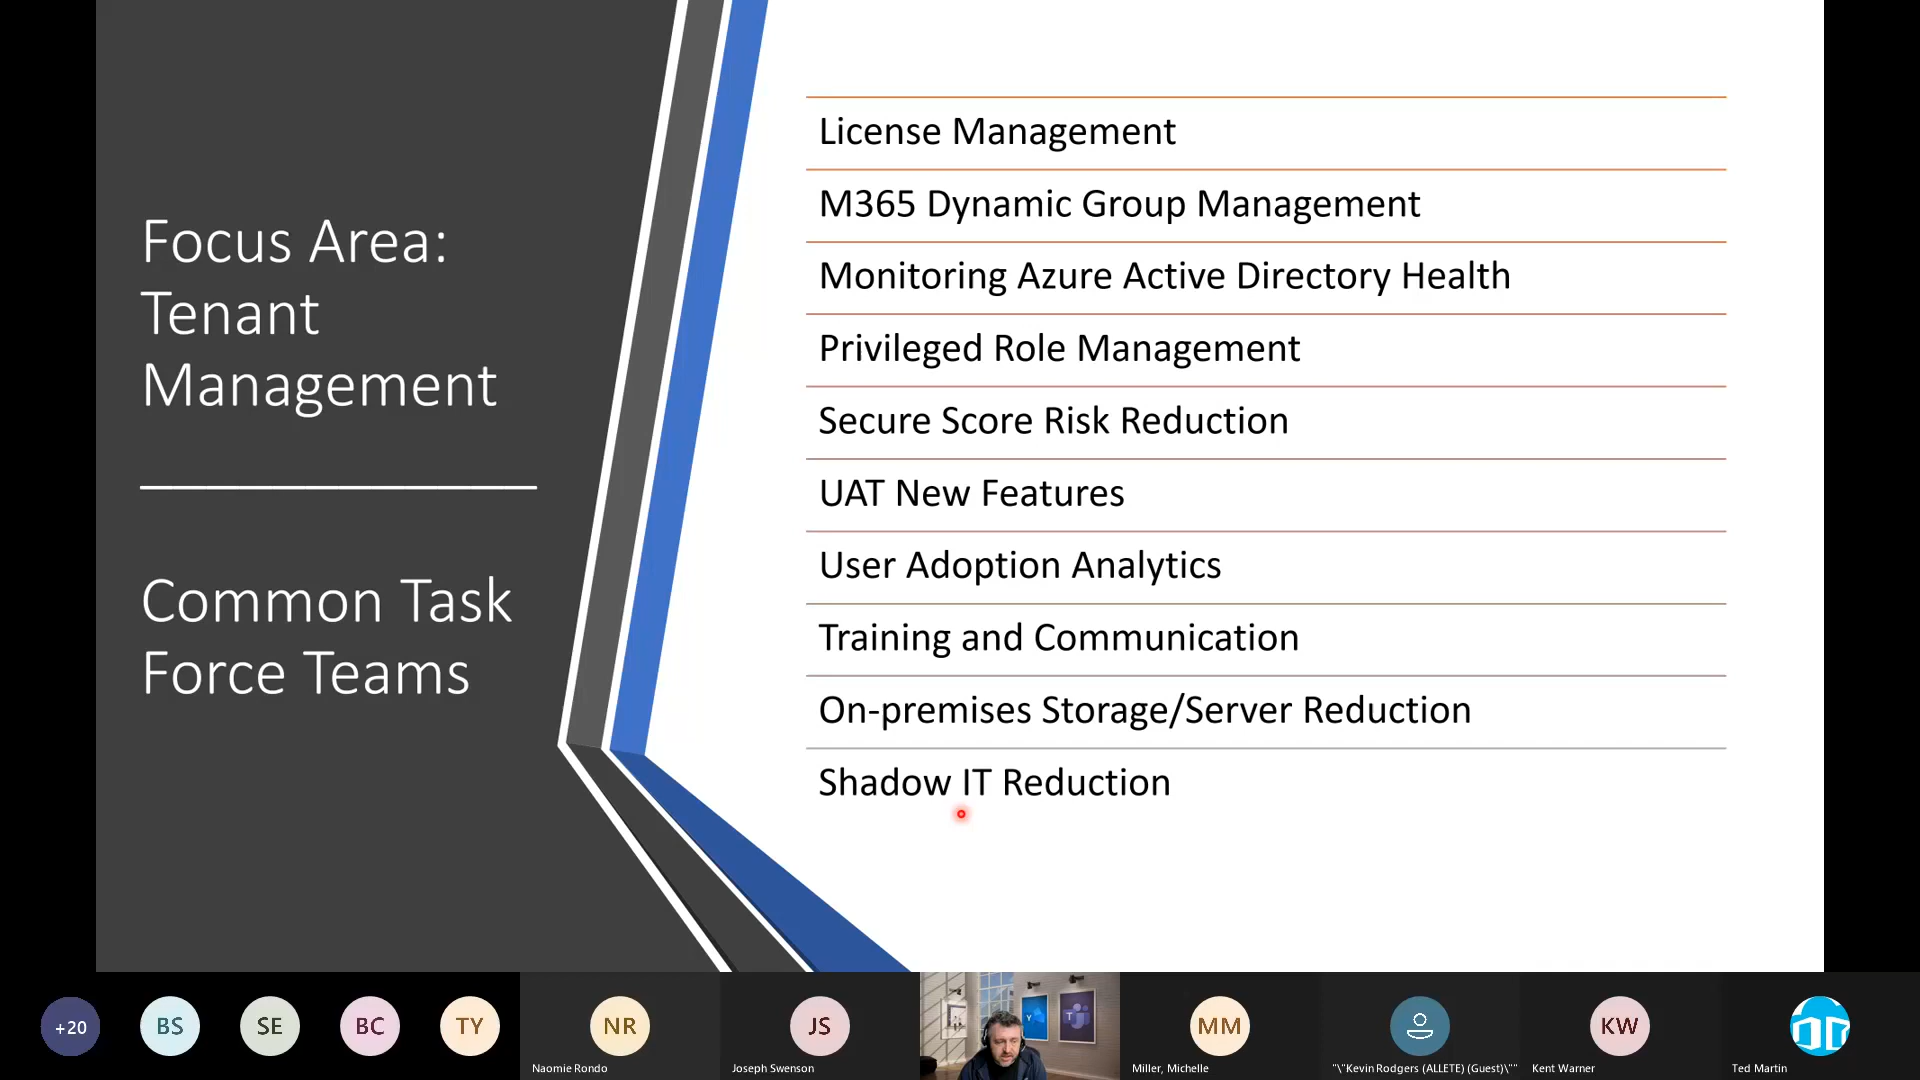 Focus Area:
Tenant
Management
Common Task
Force Teams
License Management
M365 Dynamic Group Management
Monitoring Azure Active Directory Health
Privileged Role Management
Secure Score Risk Reduction
UAT New Features
User Adoption Analytics
Training and Communication
On-premises Storage/Server Reduction
Shadow IT Reduction
+20
BS
SE
BC
TY
NR
Naomie Rondo
JS
Joseph Swenson
Y
T
MM
Miller, Michelle
"\"Kevin Rodgers (ALLETE) (Guest)\""
KW
Kent Warner
Ted Martin